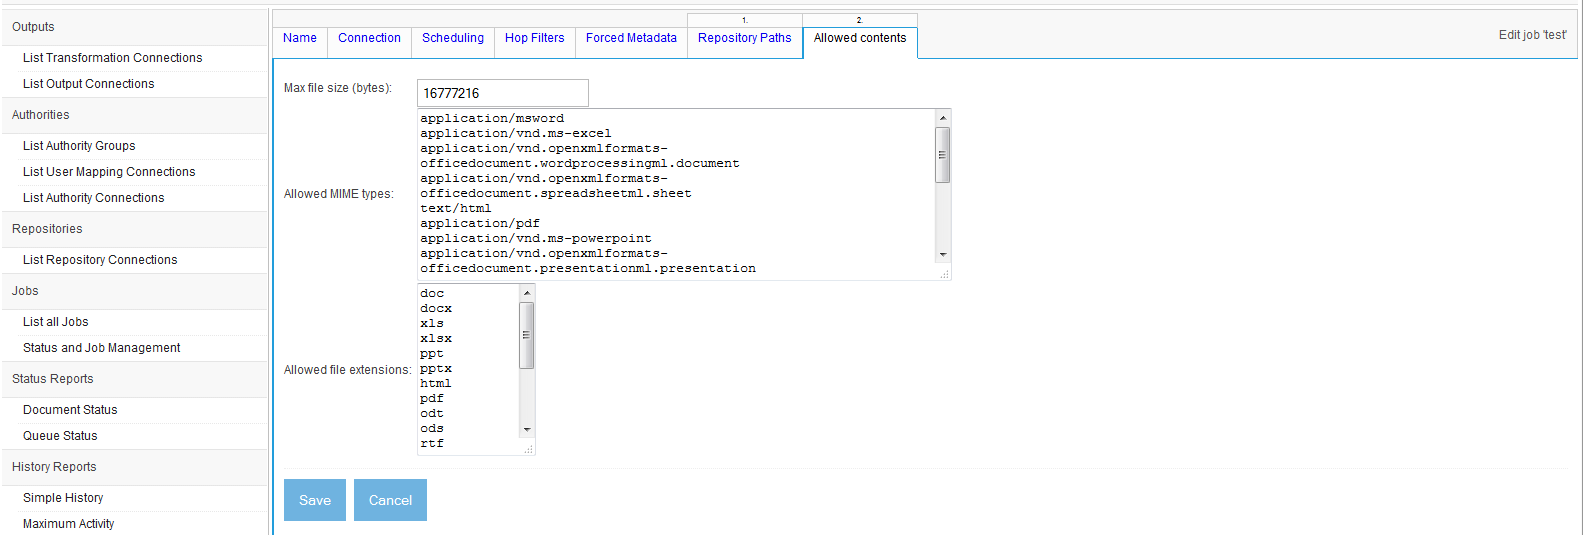 Outputs
List Transformation Connections
List Output Connections
Authorities
List Authority Groups
List User Mapping Connections
List Authority Connections
Repositories
List Repository Connections
Jobs
List all Jobs
Status and Job Management
Status Reports
Document Status
Queue Status
History Reports
Simple History
Maximum Activity
1. 2.
Name Connection Scheduling Hop Filters Forced Metadata Repository Paths Allowed contents Edit job 'test'
Max file size (bytes): 16777216
Allowed MIME types:
application/msword
application/vnd.ms-excel
application/vnd.openxmlformats-
officedocument.wordprocessingml.document
application/vnd.openxmlformats-
officedocument.spreadsheetml.sheet
text/html
application/pdf
application/vnd.ms-powerpoint
application/vnd.openxmlformats-
officedocument.presentationml.presentation
Allowed file extensions:
doc
docx
xls
xlsx
ppt
pptx
html
pdf
odt
ods
rtf
Save Cancel